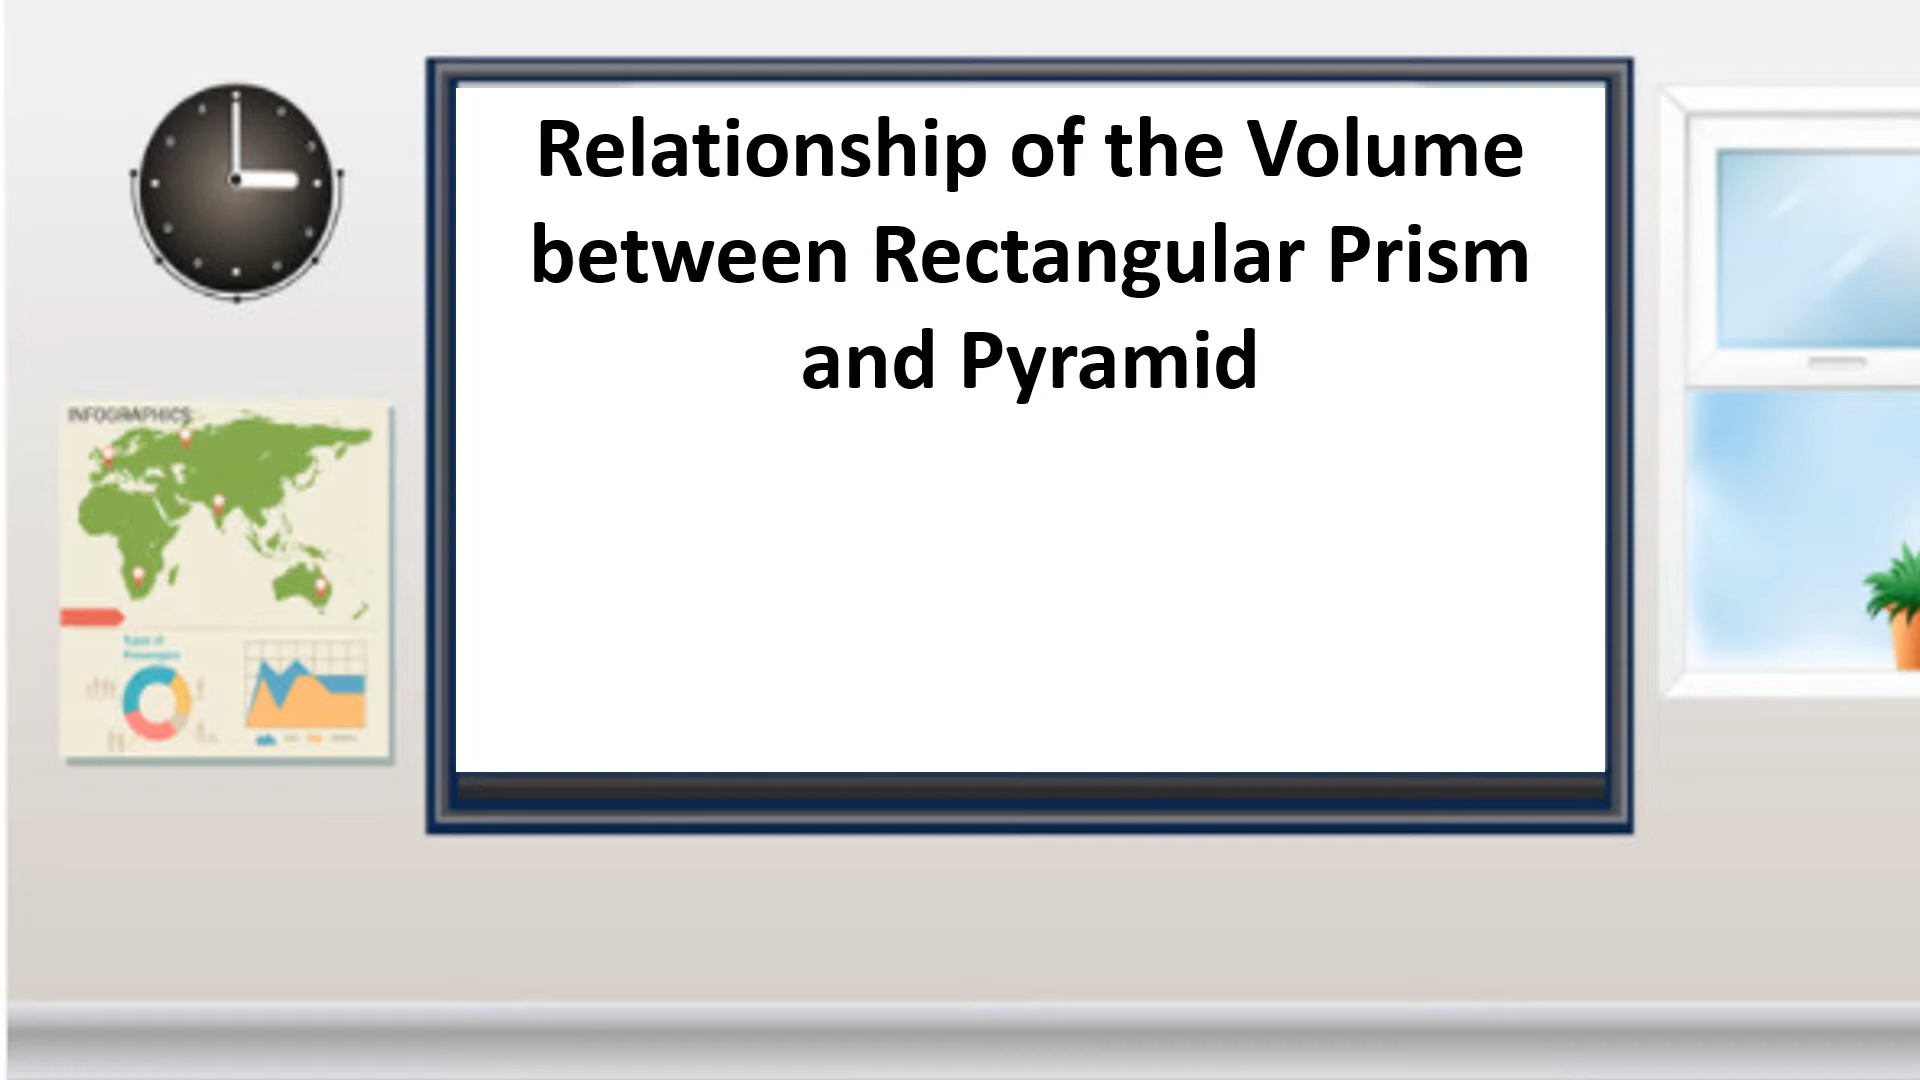 Relationship of the Volume
between Rectangular Prism
and Pyramid
INFOGRAPHICS